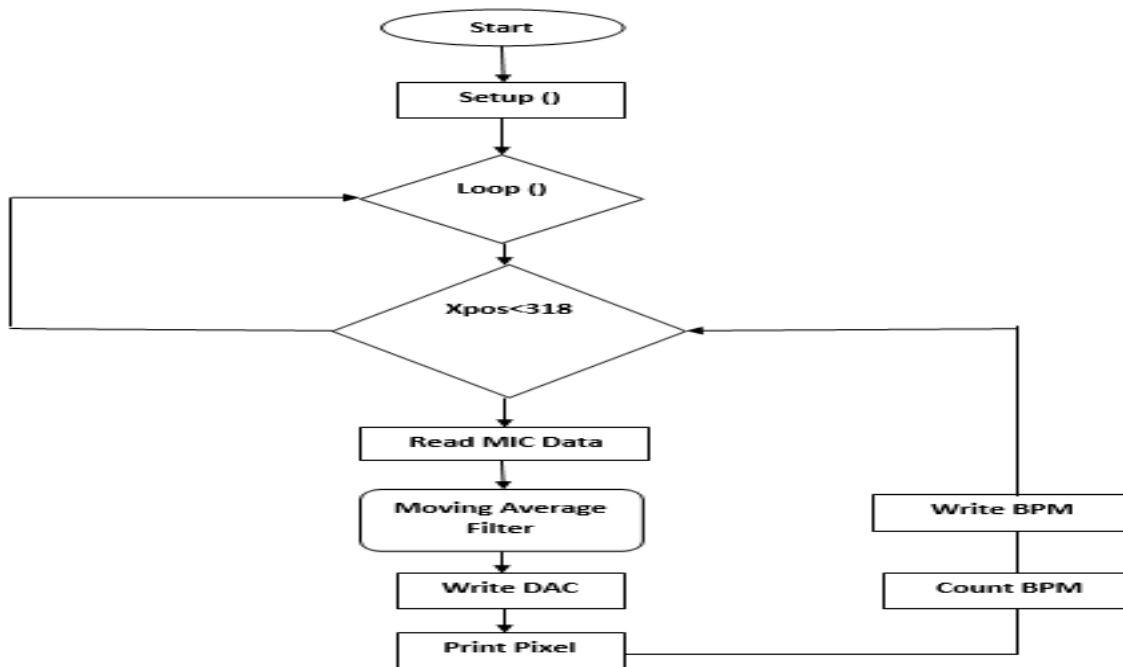 Start
Setup ()
Loop ()
Xpos<318
Read MIC Data
Moving Average
Filter
Write DAC
Print Pixel
Write BPM
Count BPM